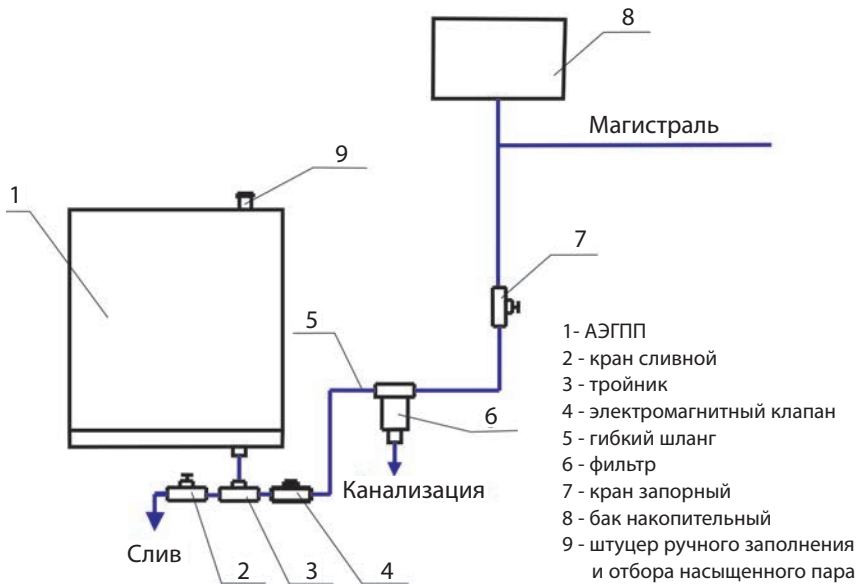 8
Магистраль
9
1
7
5
6
Канализация
Слив
2
3
4
1- АЭГПП
2 - кран сливной
3 - тройник
4 - электромагнитный клапан
5 - гибкий шланг
6 - фильтр
7 - кран запорный
8 - бак накопительный
9 - штуцер ручного заполнения
и отбора насыщенного пара